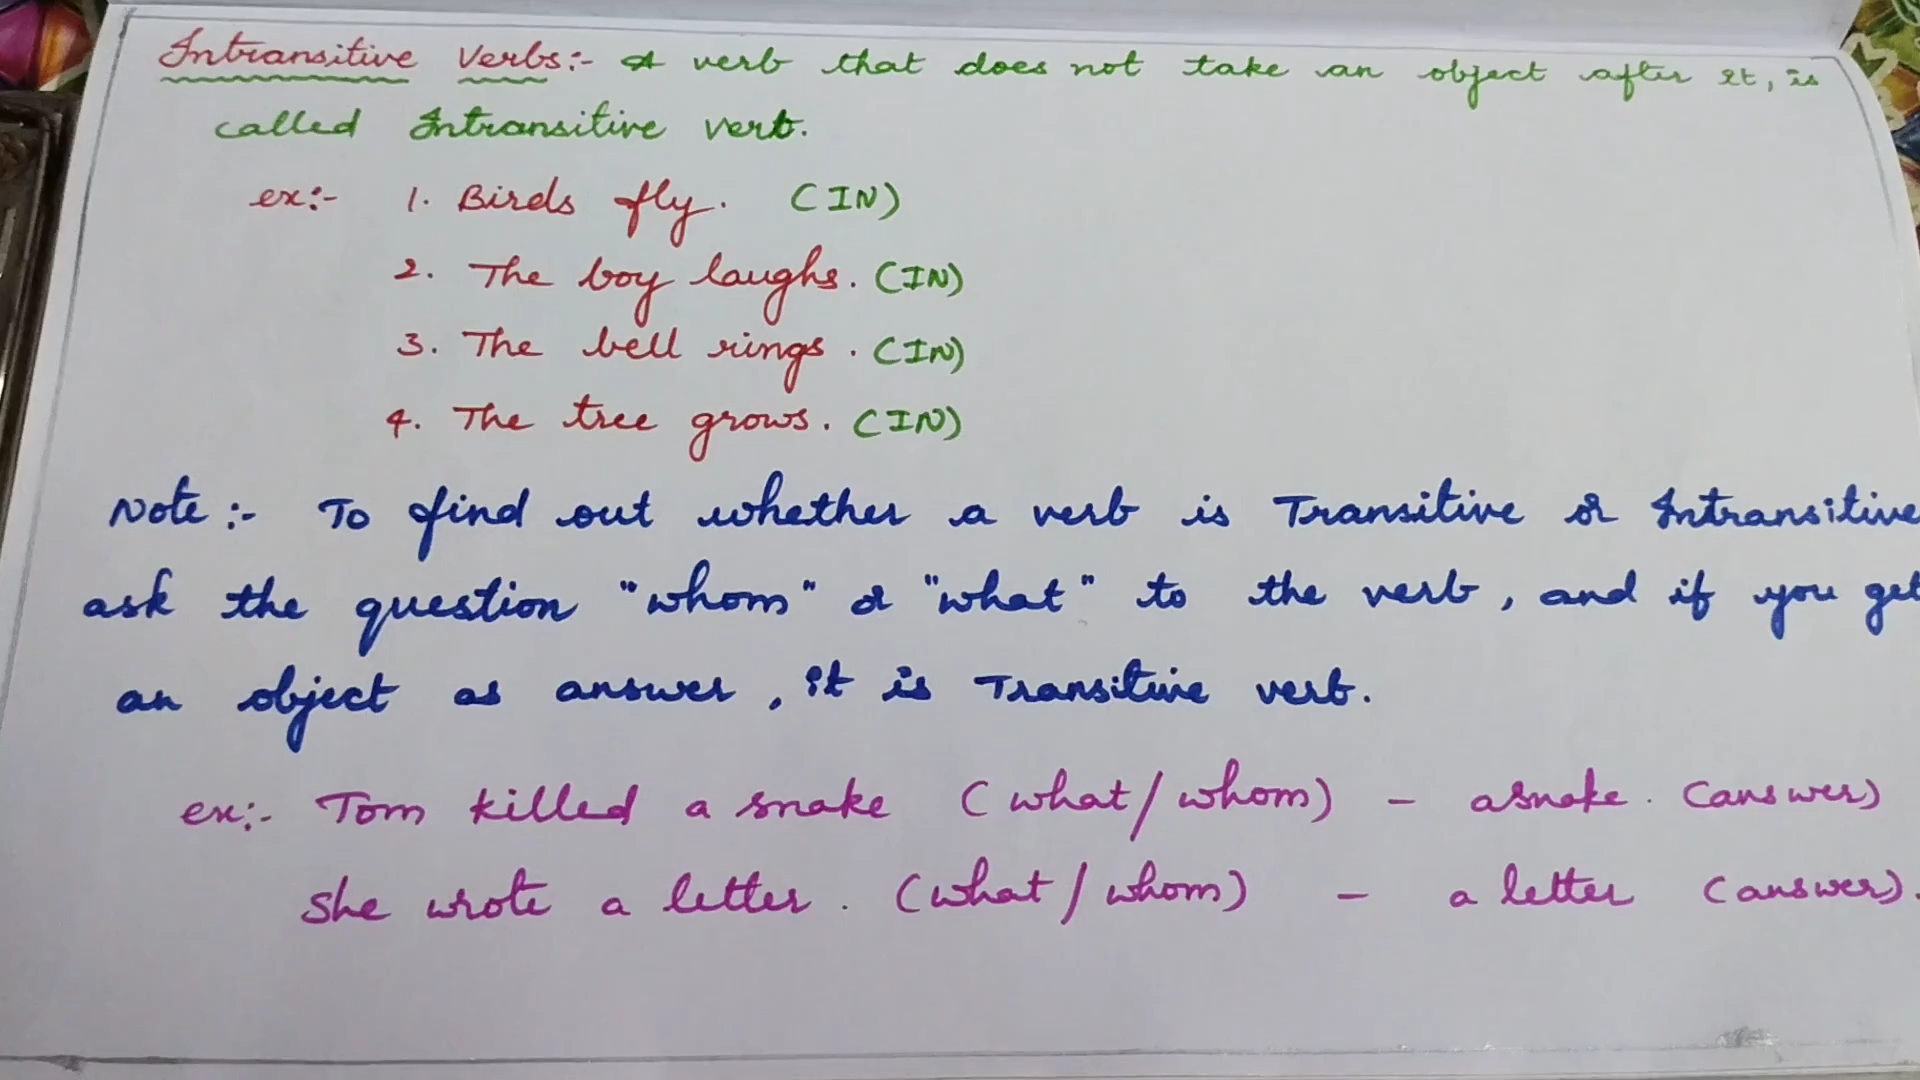 Intransitive Verbs:- A verb that does not take an object after it, is
called Intransitive verb.
ex:- 1. Birds fly. (IN)
2. The boy laughs. (IN)
3. The bell rings. (IN)
4. The tree grows. (IN)
Note:- To find out whether a verb is Transitive or Intransitive
ask the question "whom" or "what" to the verb, and if you get
an object as answer, it is Transitive verb.
ex:- Tom killed a snake (what/whom) - asnake. (answer)
She wrote a letter. (what/whom) - a letter (answer).